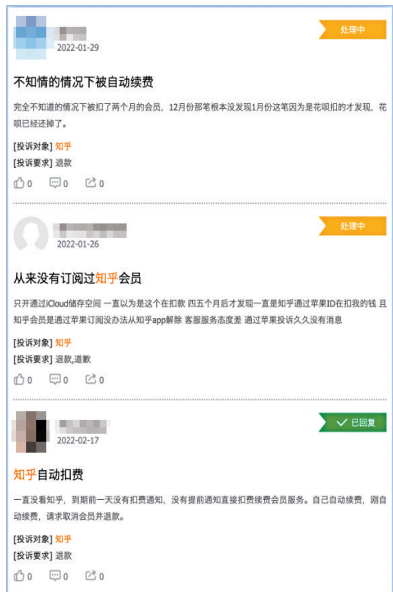 处理中
2022-01-29
不知情的情况下被自动续费
完全不知道的情况下被扣了两个月的会员，12月份那笔根本没发现1月份这笔因为是花呗扣的才发现，花
呗已经还掉了。
[投诉对象] 知乎
[投诉要求] 退款
0 0 0
处理中
2022-01-26
从来没有订阅过知乎会员
只开通过iCloud储存空间 一直以为是这个在扣款 四五个月后才发现一直是知乎通过苹果ID在扣我的钱 且
知乎会员是通过苹果订阅没办法从知乎app解除 客服服务态度差 通过苹果投诉久久没有消息
[投诉对象] 知乎
[投诉要求] 退款,道歉
0 0 0
已回复
2022-02-17
知乎自动扣费
一直没看知乎，到期前一天没有扣费通知，没有提前通知直接扣费续费会员服务。自己自动续费，刚自
动续费，请求取消会员并退款。
[投诉对象] 知乎
[投诉要求] 退款
0 0 0